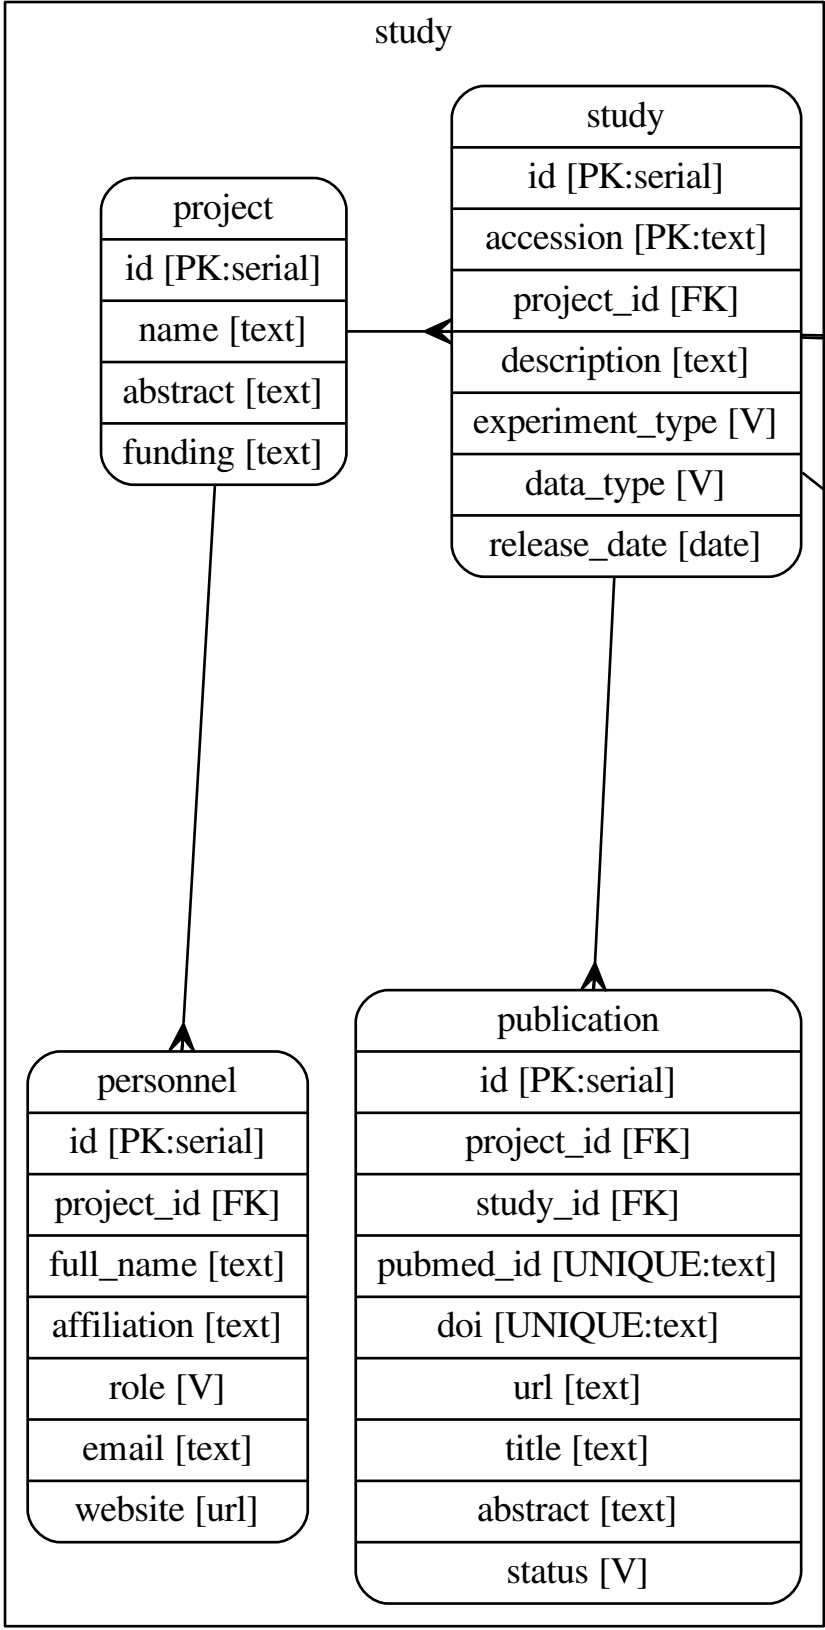 study
study
id [PK:serial]
accession [PK:text]
project_id [FK]
description [text]
experiment_type [V]
data_type [V]
release_date [date]
project
id [PK:serial]
name [text]
abstract [text]
funding [text]
personnel
id [PK:serial]
project_id [FK]
full_name [text]
affiliation [text]
role [V]
email [text]
website [url]
publication
id [PK:serial]
project_id [FK]
study_id [FK]
pubmed_id [UNIQUE:text]
doi [UNIQUE:text]
url [text]
title [text]
abstract [text]
status [V]